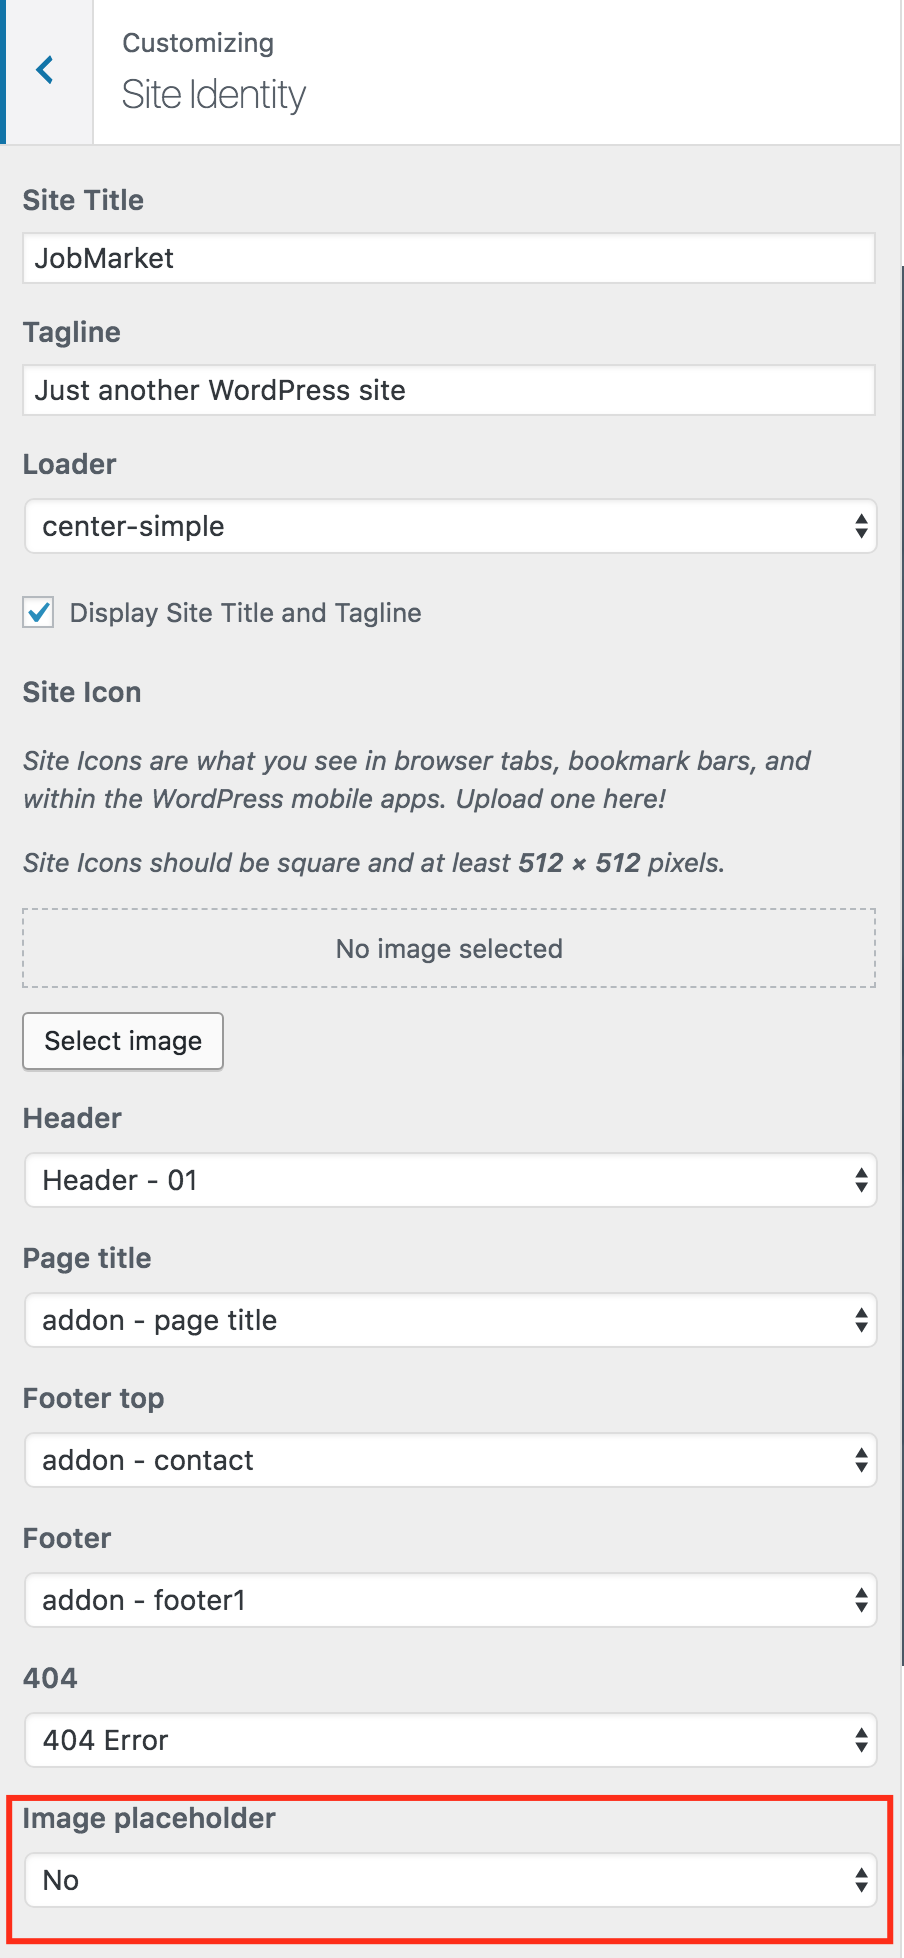 Customizing
Site Identity
Site Title
JobMarket
Tagline
Just another WordPress site
Loader
center-simple
Display Site Title and Tagline
Site Icon
Site Icons are what you see in browser tabs, bookmark bars, and
within the WordPress mobile apps. Upload one here!
Site Icons should be square and at least 512 × 512 pixels.
No image selected
Select image
Header
Header - 01
Page title
addon - page title
Footer top
addon - contact
Footer
addon - footer1
404
404 Error
Image placeholder
No